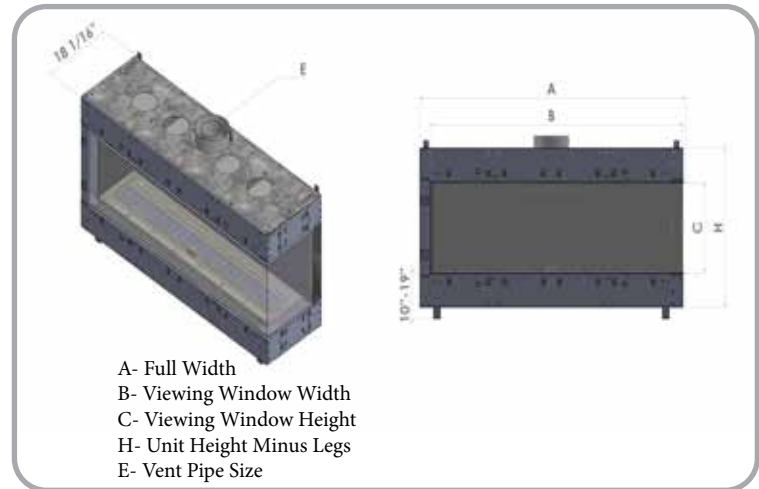 18 1/16"
E
A
B
C
H
10"-19"
A- Full Width
B- Viewing Window Width
C- Viewing Window Height
H- Unit Height Minus Legs
E- Vent Pipe Size